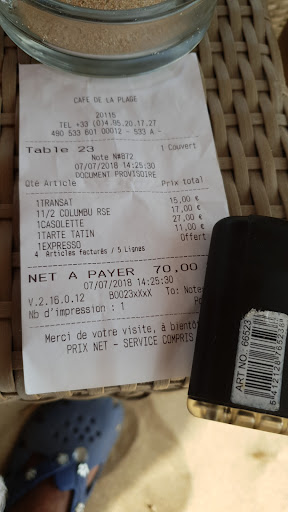 CAFE DE LA PLAGE
20115
TEL +33 (0)4.95.20.17.27
490 533 601 00012 - 533 A -
Table 23 1 Couvert
Note N°872
07/07/2018 14:25:30
DOCUMENT PROVISOIRE
Qté Article Prix total
1TRANSAT 15,00 €
11/2 COLUMBU RSE 17,00 €
1CASOLETTE 27,00 €
1TARTE TATIN 11,00 €
1EXPRESSO Offert
4 Articles facturés / 5 Lignes
NET A PAYER 70,00
07/07/2018 14:25:30
V.2.16.0.12 B0023xXxX To: Notes
Nb d'impression : 1
Merci de votre visite, à bientôt
PRIX NET - SERVICE COMPRIS
ART NO. 66523